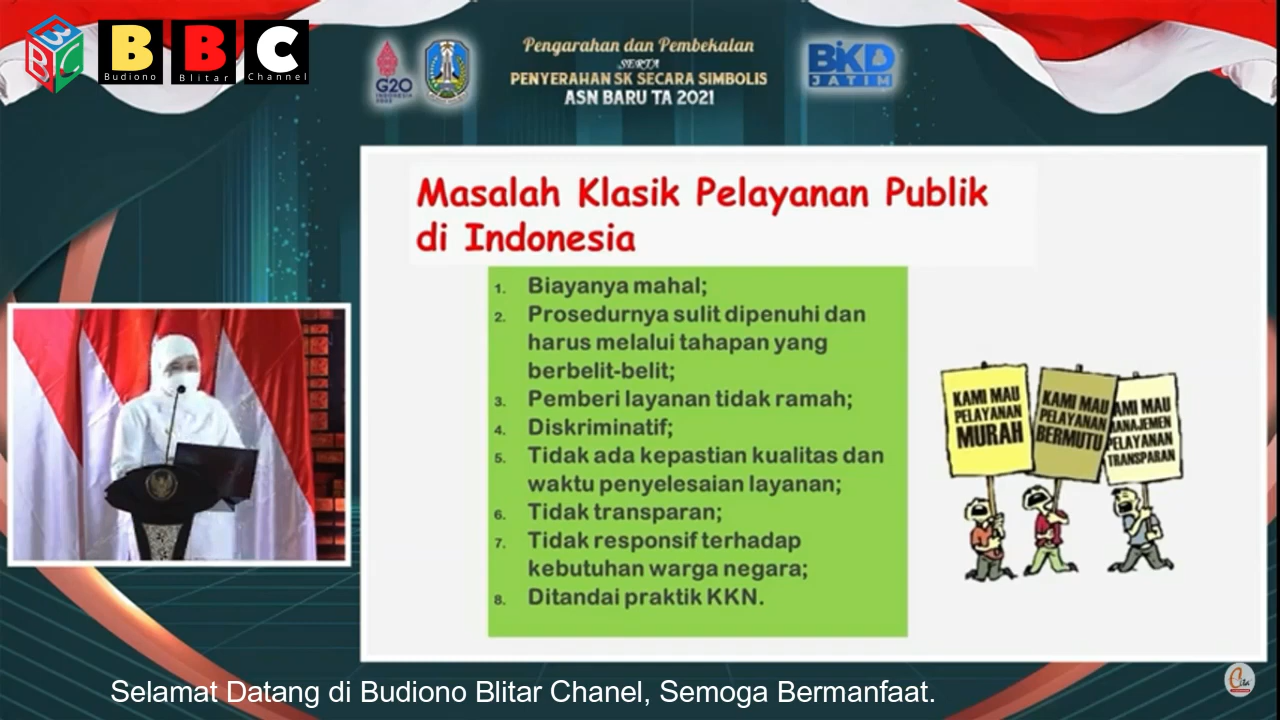 BBC
B B C
Budiono Blitar Channel
G20
INDONESIA
2022
Pengarahan dan Pembekalan
SERTA
PENYERAHAN SK SECARA SIMBOLIS
ASN BARU TA 2021
BKD
JATIM
Masalah Klasik Pelayanan Publik
di Indonesia
1. Biayanya mahal;
2. Prosedurnya sulit dipenuhi dan
harus melalui tahapan yang
berbelit-belit;
3. Pemberi layanan tidak ramah;
4. Diskriminatif;
5. Tidak ada kepastian kualitas dan
waktu penyelesaian layanan;
6. Tidak transparan;
7. Tidak responsif terhadap
kebutuhan warga negara;
8. Ditandai praktik KKN.
KAMI MAU
PELAYANAN
MURAH
KAMI MAU
PELAYANAN
BERMUTU
AMI MAU
MANAJEMEN
PELAYANAN
TRANSPARAN
Selamat Datang di Budiono Blitar Chanel, Semoga Bermanfaat.